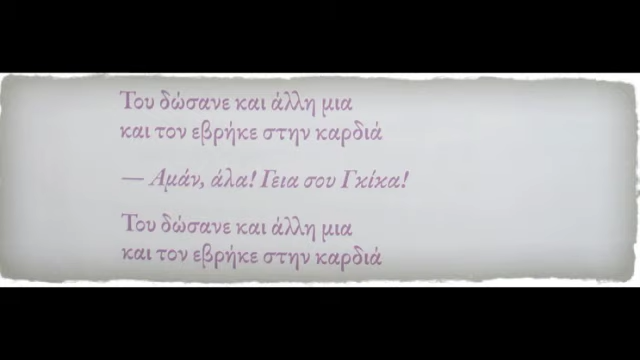 Του δώσανε και άλλη μια
και τον εβρήκε στην καρδιά
— Αμάν, άλα! Γεια σου Γκίκα!
Του δώσανε και άλλη μια
και τον εβρήκε στην καρδιά